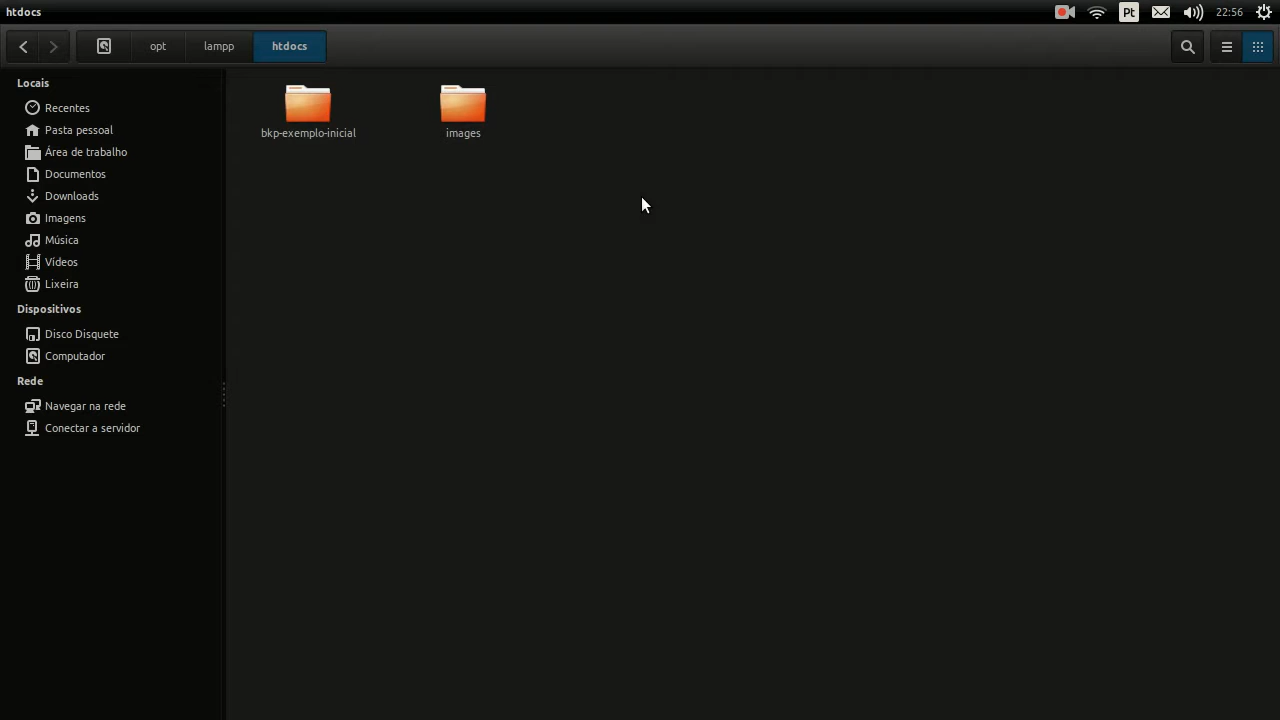 htdocs
Pt
22:56
opt
lampp
htdocs
Locais
Recentes
Pasta pessoal
Área de trabalho
Documentos
Downloads
Imagens
Música
Vídeos
Lixeira
Dispositivos
Disco Disquete
Computador
Rede
Navegar na rede
Conectar a servidor
bkp-exemplo-inicial
images